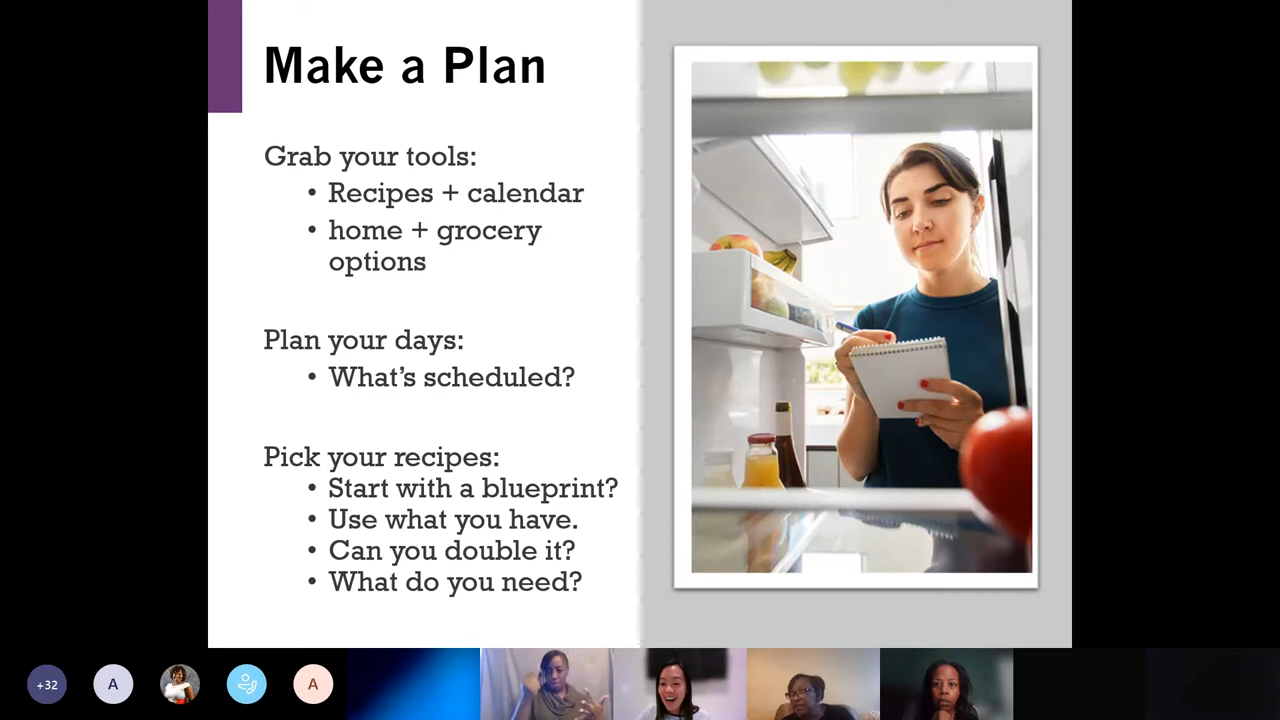 Make a Plan
Grab your tools:
• Recipes + calendar
• home + grocery
options
Plan your days:
• What’s scheduled?
Pick your recipes:
• Start with a blueprint?
• Use what you have.
• Can you double it?
• What do you need?
+32
A
A